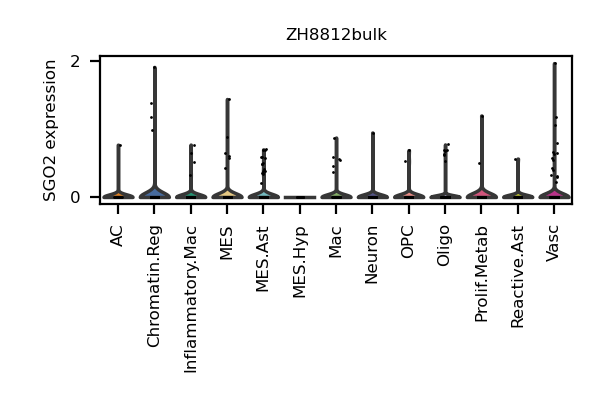 ZH8812bulk
SGO2 expression
2
0
AC
Chromatin.Reg
Inflammatory.Mac
MES
MES.Ast
MES.Hyp
Mac
Neuron
OPC
Oligo
Prolif.Metab
Reactive.Ast
Vasc